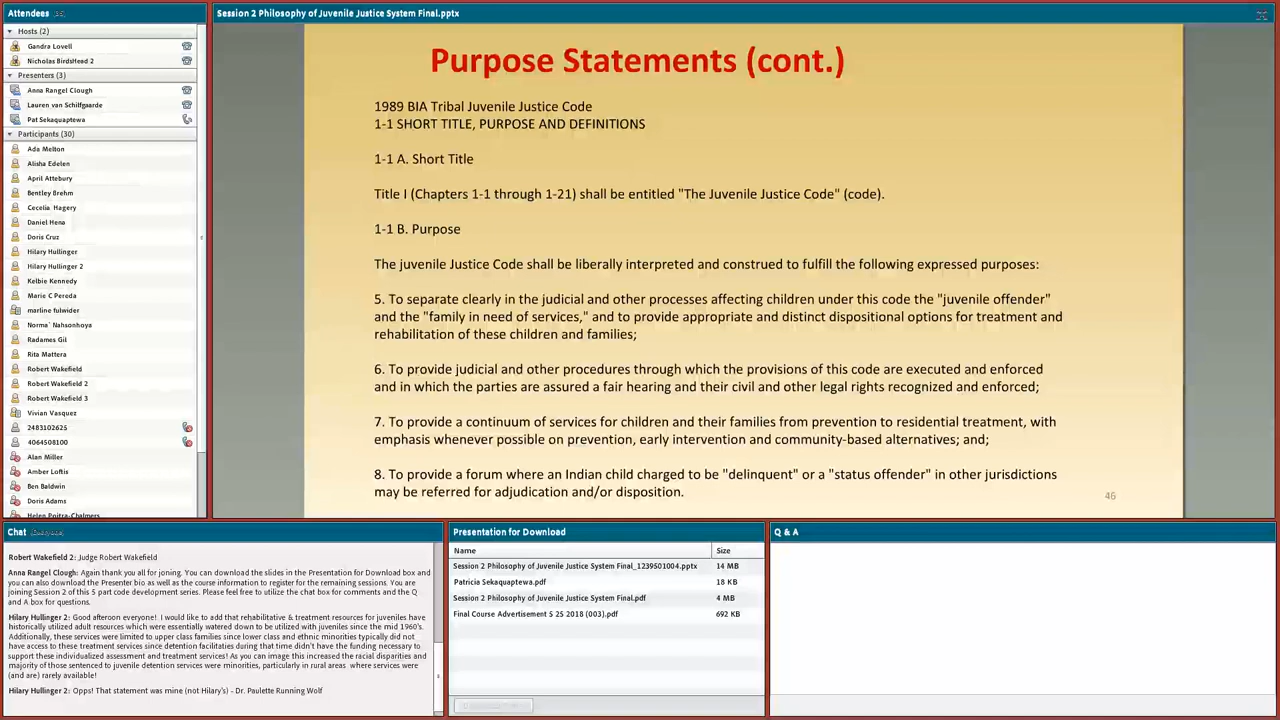 Attendees (35)
Hosts (2)
Gandra Lovell
Nicholas BirdsHead 2
Presenters (3)
Anna Rangel Clough
Lauren van Schilfgaarde
Pat Sekaquaptewa
Participants (30)
Ada Melton
Alisha Edelen
April Attebury
Bentley Brehm
Cecelia Hagery
Daniel Hena
Doris Cruz
Hilary Hullinger
Hilary Hullinger 2
Kelbie Kennedy
Marie C Pereda
marline fulwider
Norma` Nahsonhoya
Radames Gil
Rita Mattera
Robert Wakefield
Robert Wakefield 2
Robert Wakefield 3
Vivian Vasquez
2483102625
4064508100
Alan Miller
Amber Loftis
Ben Baldwin
Doris Adams
Helen Poitra-Chalmers
Session 2 Philosophy of Juvenile Justice System Final.pptx
Purpose Statements (cont.)
1989 BIA Tribal Juvenile Justice Code
1-1 SHORT TITLE, PURPOSE AND DEFINITIONS
1-1 A. Short Title
Title I (Chapters 1-1 through 1-21) shall be entitled "The Juvenile Justice Code" (code).
1-1 B. Purpose
The juvenile Justice Code shall be liberally interpreted and construed to fulfill the following expressed purposes:
5. To separate clearly in the judicial and other processes affecting children under this code the "juvenile offender"
and the "family in need of services," and to provide appropriate and distinct dispositional options for treatment and
rehabilitation of these children and families;
6. To provide judicial and other procedures through which the provisions of this code are executed and enforced
and in which the parties are assured a fair hearing and their civil and other legal rights recognized and enforced;
7. To provide a continuum of services for children and their families from prevention to residential treatment, with
emphasis whenever possible on prevention, early intervention and community-based alternatives; and;
8. To provide a forum where an Indian child charged to be "delinquent" or a "status offender" in other jurisdictions
may be referred for adjudication and/or disposition.
46
Chat (Everyone)
Robert Wakefield 2: Judge Robert Wakefield
Anna Rangel Clough: Again thank you all for joining. You can download the slides in the Presentation for Download box and
you can also download the Presenter bio as well as the course information to register for the remaining sessions. You are
joining Session 2 of this 5 part code development series. Please feel free to utilize the chat box for comments and the Q
and A box for questions.
Hilary Hullinger 2: Good afternoon everyone! I would like to add that rehabilitative & treatment resources for juveniles have
historically utilized adult resources which were essentially watered down to be utilized with juveniles since the mid 1960's.
Additionally, these services were limited to upper class families since lower class and ethnic minorities typically did not
have access to these treatment services since detention facilitaties during that time didn't have the funding necessary to
support these individualized assessment and treatment services! As you can image this increased the racial disparities and
majority of those sentenced to juvenile detention services were minorities, particularly in rural areas where services were
(and are) rarely available!
Hilary Hullinger 2: Opps! That statement was mine (not Hilary's) - Dr. Paulette Running Wolf
Presentation for Download
Name Size
Session 2 Philosophy of Juvenile Justice System Final_1239501004.pptx 14 MB
Patricia Sekaquaptewa.pdf 18 KB
Session 2 Philosophy of Juvenile Justice System Final.pdf 4 MB
Final Course Advertisement 5 25 2018 (003).pdf 692 KB
Q & A